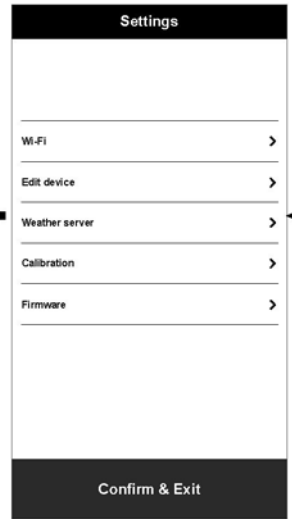 Settings
Wi-Fi
Edit device
Weather server
Calibration
Firmware
Confirm & Exit